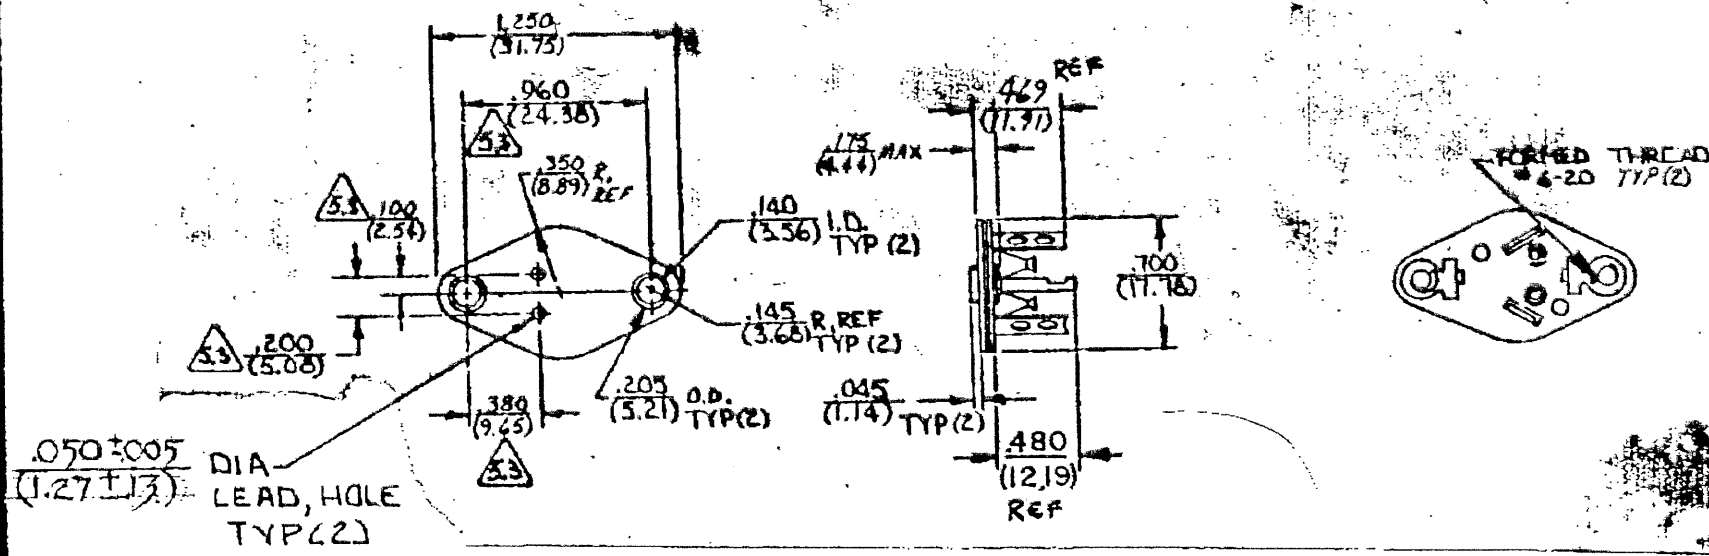 1.250
(31.75)
.960
(24.38)
5.3
.350 R.
(8.89) REF
5.3
.100
(2.54)
.140 I.D.
(3.56) TYP (2)
.145 R, REF
(3.68) TYP (2)
5.3
.200
(5.08)
.380
(9.65)
5.3
.205 O.D.
(5.21) TYP(2)
.050 ±.005 DIA
(1.27 ±.13) LEAD, HOLE
TYP(2)
.469 REF
(11.91)
.175 MAX
(4.44)
.700
(17.78)
.045
(1.14) TYP(2)
.480
(12,19)
REF
FORMED THREAD
#6-20 TYP(2)